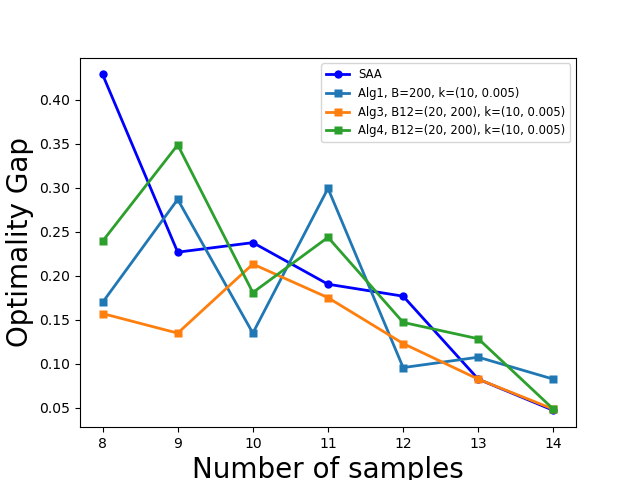 SAA
Alg1, B=200, k=(10, 0.005)
Alg3, B12=(20, 200), k=(10, 0.005)
Alg4, B12=(20, 200), k=(10, 0.005)
Optimality Gap
0.40
0.35
0.30
0.25
0.20
0.15
0.10
0.05
8 9 10 11 12 13 14
Number of samples